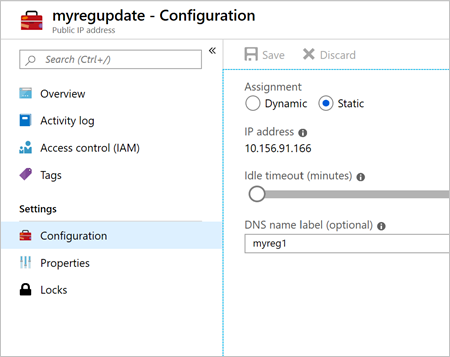 myregupdate - Configuration
Public IP address
Search (Ctrl+/)
«
Overview
Activity log
Access control (IAM)
Tags
Settings
Configuration
Properties
Locks
Save Discard
Assignment
Dynamic Static
IP address
10.156.91.166
Idle timeout (minutes)
DNS name label (optional)
myreg1